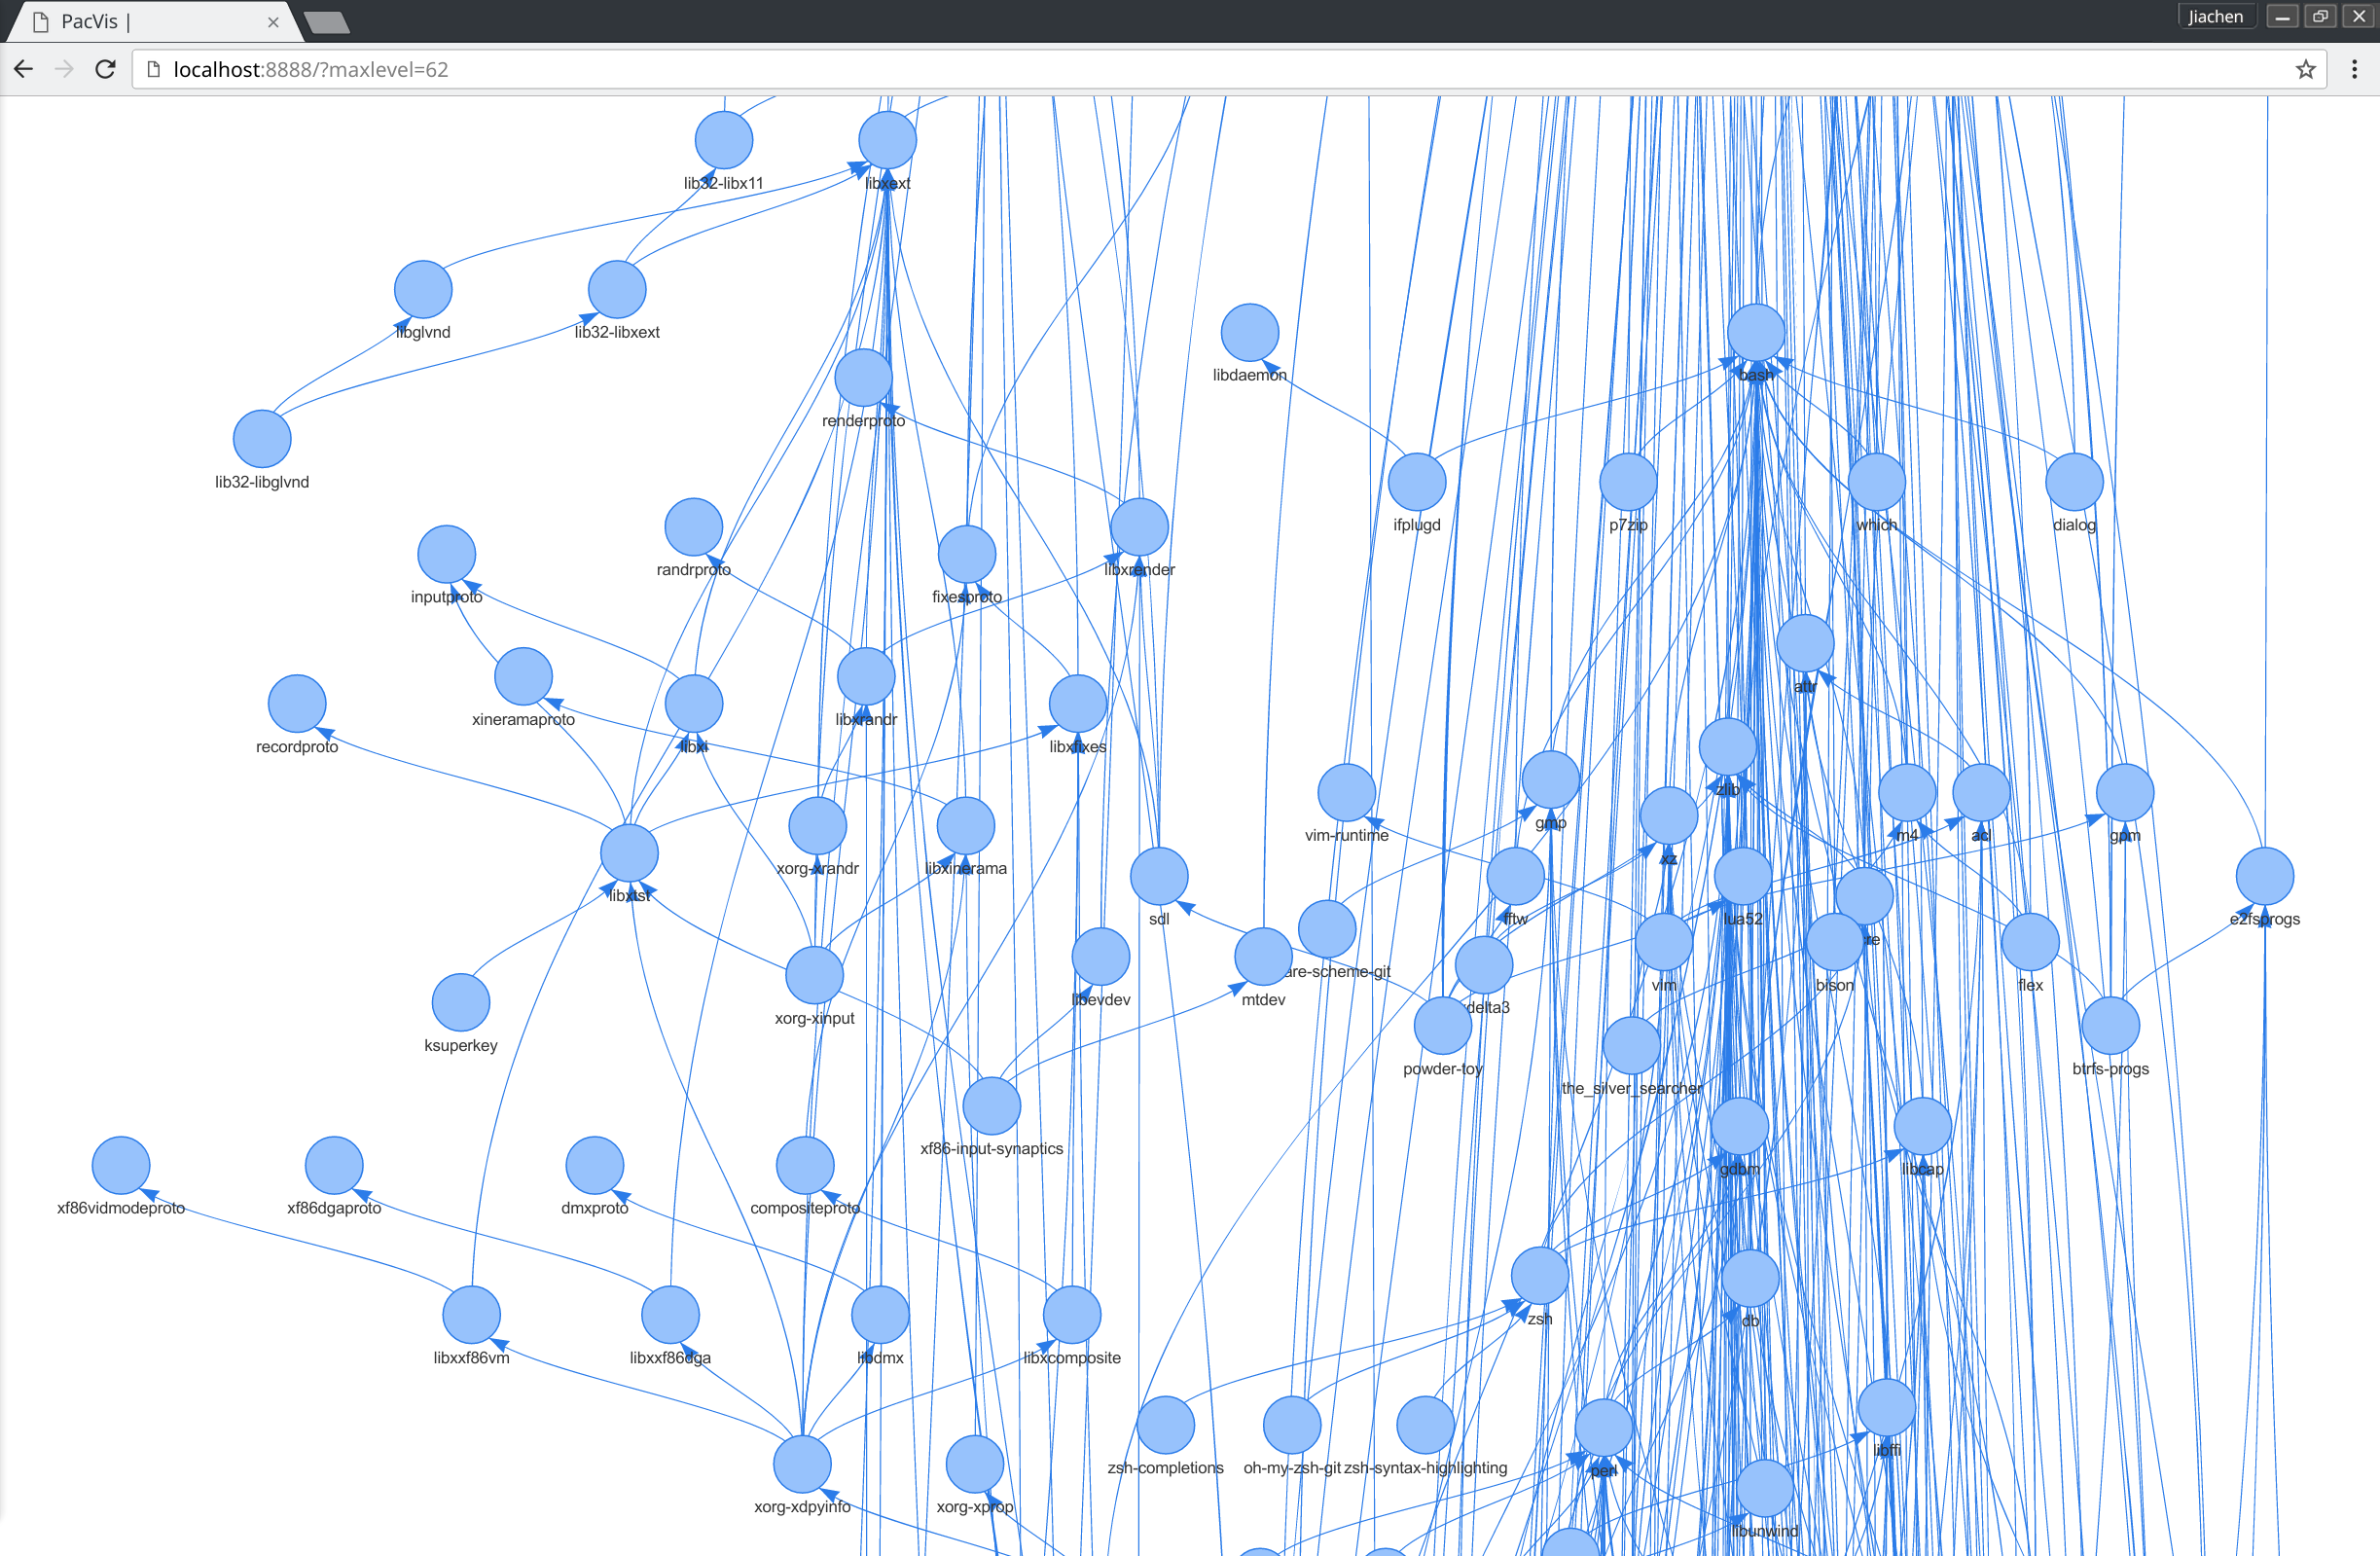 PacVis |
Jiachen
localhost:8888/?maxlevel=62
lib32-libx11
libxext
libglvnd
lib32-libxext
libdaemon
bash
renderproto
lib32-libglvnd
ifplugd
p7zip
which
dialog
randrproto
libxrender
inputproto
fixesproto
attr
xineramaproto
libxrandr
recordproto
libxi
libxfixes
zlib
gmp
vim-runtime
m4
acl
gpm
xz
xorg-xrandr
libxinerama
libxtst
sdl
fftw
lua52
e2fsprogs
re
are-scheme-git
libevdev
mtdev
vim
bison
flex
delta3
xorg-xinput
ksuperkey
powder-toy
btrfs-progs
the_silver_searcher
xf86-input-synaptics
gdbm
libcap
xf86vidmodeproto
xf86dgaproto
dmxproto
compositeproto
zsh
db
libxxf86vm
libxxf86dga
libdmx
libxcomposite
libffi
zsh-completions
oh-my-zsh-git
zsh-syntax-highlighting
perl
xorg-xdpyinfo
xorg-xprop
libunwind